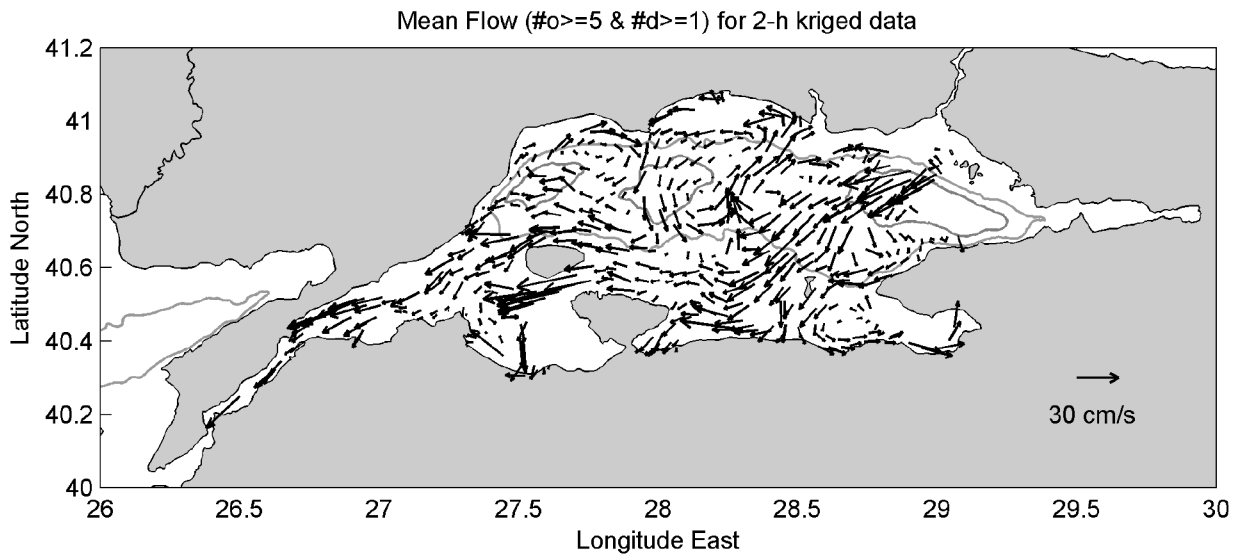 Mean Flow (#o>=5 & #d>=1) for 2-h kriged data
41.2
41
40.8
40.6
40.4
40.2
40
Latitude North
30 cm/s
26 26.5 27 27.5 28 28.5 29 29.5 30
Longitude East